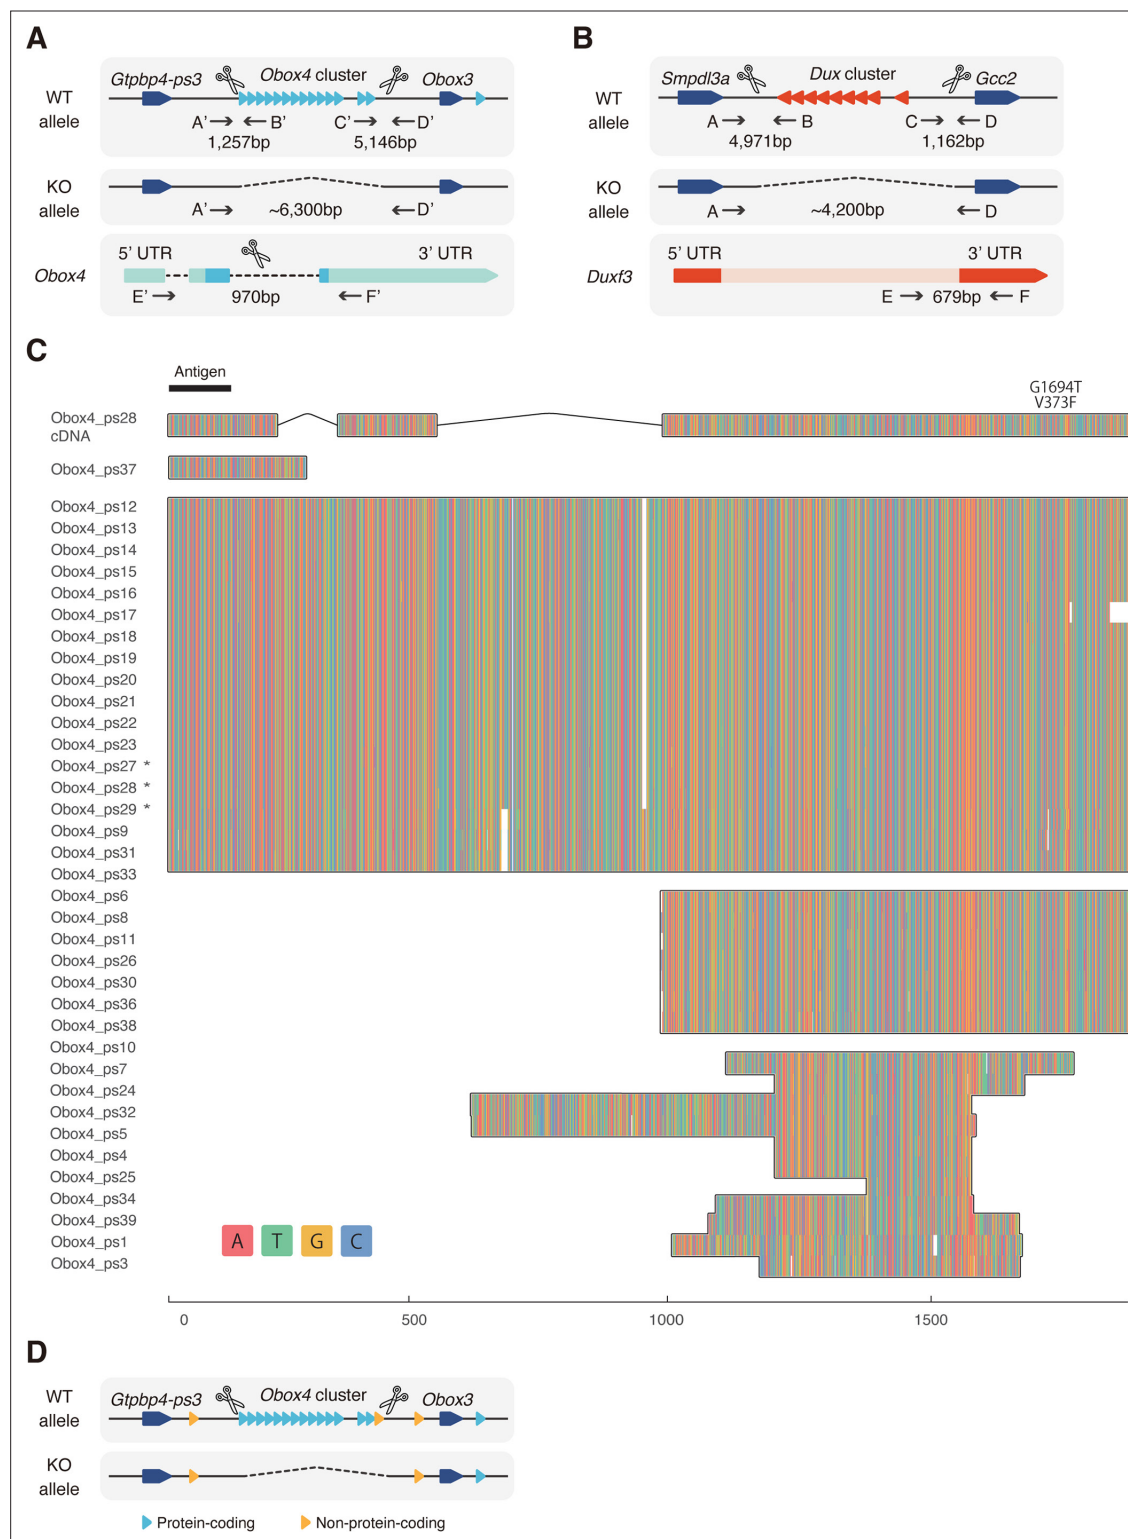 A
Gtpbp4-ps3 Obox4 cluster Obox3
WT
allele
A' B' C' D'
1,257bp 5,146bp
KO
allele
A' ~6,300bp D'
5' UTR 3' UTR
Obox4
E' 970bp F'
B
Smpdl3a Dux cluster Gcc2
WT
allele
A B C D
4,971bp 1,162bp
KO
allele
A ~4,200bp D
5' UTR 3' UTR
Duxf3
E 679bp F
C
Antigen
G1694T
V373F
Obox4_ps28
cDNA
Obox4_ps37
Obox4_ps12
Obox4_ps13
Obox4_ps14
Obox4_ps15
Obox4_ps16
Obox4_ps17
Obox4_ps18
Obox4_ps19
Obox4_ps20
Obox4_ps21
Obox4_ps22
Obox4_ps23
Obox4_ps27 *
Obox4_ps28 *
Obox4_ps29 *
Obox4_ps9
Obox4_ps31
Obox4_ps33
Obox4_ps6
Obox4_ps8
Obox4_ps11
Obox4_ps26
Obox4_ps30
Obox4_ps36
Obox4_ps38
Obox4_ps10
Obox4_ps7
Obox4_ps24
Obox4_ps32
Obox4_ps5
Obox4_ps4
Obox4_ps25
Obox4_ps34
Obox4_ps39
Obox4_ps1
Obox4_ps3
A T G C
0 500 1000 1500
D
Gtpbp4-ps3 Obox4 cluster Obox3
WT
allele
KO
allele
Protein-coding Non-protein-coding